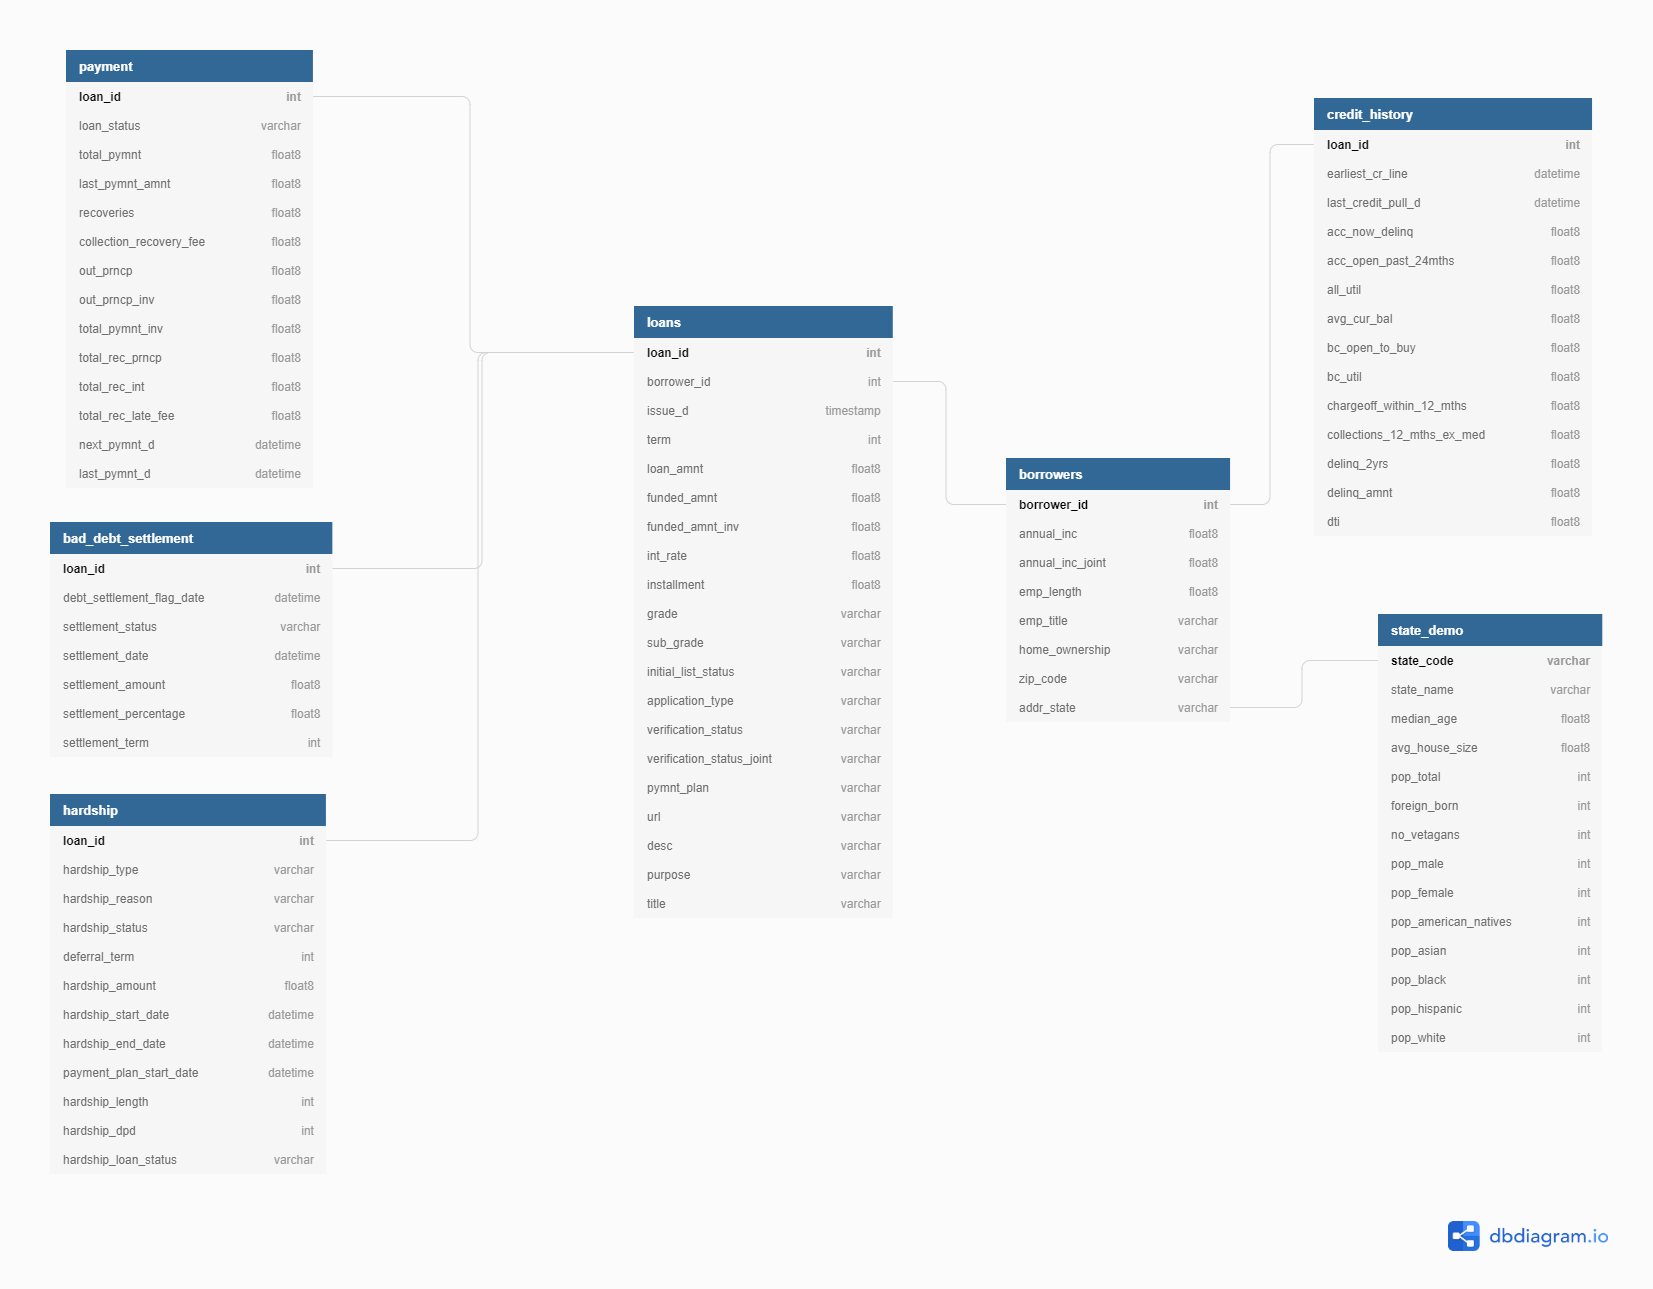 payment
loan_id int
loan_status varchar
total_pymnt float8
last_pymnt_amnt float8
recoveries float8
collection_recovery_fee float8
out_prncp float8
out_prncp_inv float8
total_pymnt_inv float8
total_rec_prncp float8
total_rec_int float8
total_rec_late_fee float8
next_pymnt_d datetime
last_pymnt_d datetime
bad_debt_settlement
loan_id int
debt_settlement_flag_date datetime
settlement_status varchar
settlement_date datetime
settlement_amount float8
settlement_percentage float8
settlement_term int
hardship
loan_id int
hardship_type varchar
hardship_reason varchar
hardship_status varchar
deferral_term int
hardship_amount float8
hardship_start_date datetime
hardship_end_date datetime
payment_plan_start_date datetime
hardship_length int
hardship_dpd int
hardship_loan_status varchar
loans
loan_id int
borrower_id int
issue_d timestamp
term int
loan_amnt float8
funded_amnt float8
funded_amnt_inv float8
int_rate float8
installment float8
grade varchar
sub_grade varchar
initial_list_status varchar
application_type varchar
verification_status varchar
verification_status_joint varchar
pymnt_plan varchar
url varchar
desc varchar
purpose varchar
title varchar
borrowers
borrower_id int
annual_inc float8
annual_inc_joint float8
emp_length float8
emp_title varchar
home_ownership varchar
zip_code varchar
addr_state varchar
credit_history
loan_id int
earliest_cr_line datetime
last_credit_pull_d datetime
acc_now_delinq float8
acc_open_past_24mths float8
all_util float8
avg_cur_bal float8
bc_open_to_buy float8
bc_util float8
chargeoff_within_12_mths float8
collections_12_mths_ex_med float8
delinq_2yrs float8
delinq_amnt float8
dti float8
state_demo
state_code varchar
state_name varchar
median_age float8
avg_house_size float8
pop_total int
foreign_born int
no_vetagans int
pop_male int
pop_female int
pop_american_natives int
pop_asian int
pop_black int
pop_hispanic int
pop_white int
dbdiagram.io